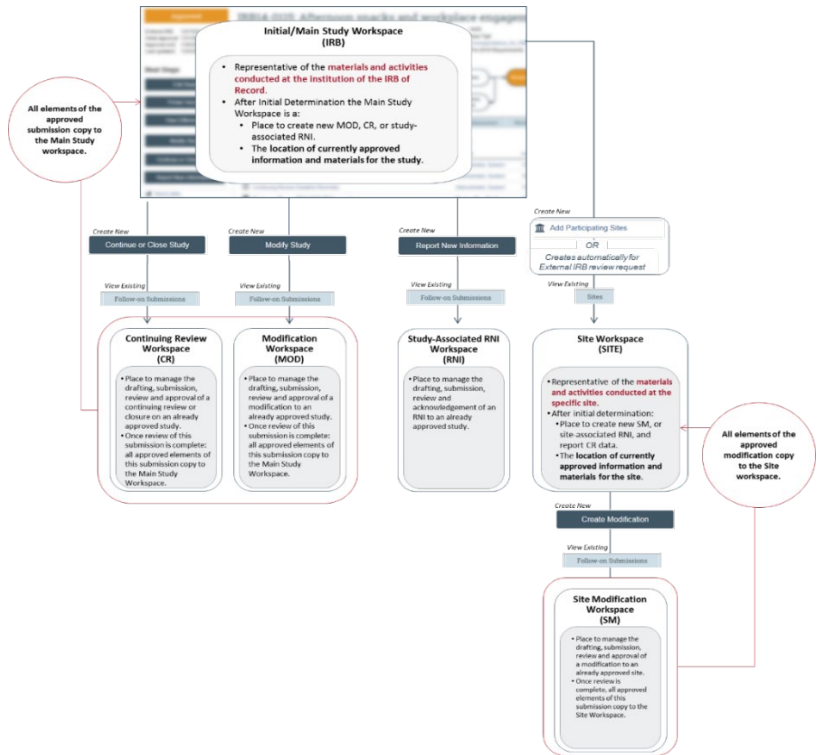 Initial/Main Study Workspace
(IRB)
• Representative of the materials and activities
conducted at the institution of the IRB of
Record.
• After Initial Determination the Main Study
Workspace is a:
• Place to create new MOD, CR, or study-
associated RNI.
• The location of currently approved
information and materials for the study.
All elements of the
approved
submission copy to
the Main Study
workspace.
Create New
Continue or Close Study
View Existing
Follow-on Submissions
Create New
Modify Study
View Existing
Follow-on Submissions
Create New
Report New Information
View Existing
Follow-on Submissions
Create New
Add Participating Sites
OR
Creates automatically for
External IRB review request
View Existing
Sites
Continuing Review
Workspace
(CR)
• Place to manage the
drafting, submission,
review and approval of a
continuing review or
closure on an already
approved study.
• Once review of this
submission is complete:
all approved elements of
this submission copy to
the Main Study
Workspace.
Modification
Workspace
(MOD)
• Place to manage the
drafting, submission,
review and approval of a
modification to an
already approved study.
• Once review of this
submission is complete:
all approved elements of
this submission copy to
the Main Study
Workspace.
Study-Associated RNI
Workspace
(RNI)
• Place to manage the
drafting, submission,
review and
acknowledgement of an
RNI to an already
approved study.
Site Workspace
(SITE)
• Representative of the materials
and activities conducted at the
specific site.
• After initial determination:
• Place to create new SM, or
site-associated RNI, and
report CR data.
• The location of currently
approved information and
materials for the site.
All elements of the
approved
modification copy
to the Site
workspace.
Create New
Create Modification
View Existing
Follow-on Submissions
Site Modification
Workspace
(SM)
• Place to manage the
drafting, submission,
review and approval of
a modification to an
already approved site.
• Once review is
complete, all approved
elements of this
submission copy to the
Site Workspace.